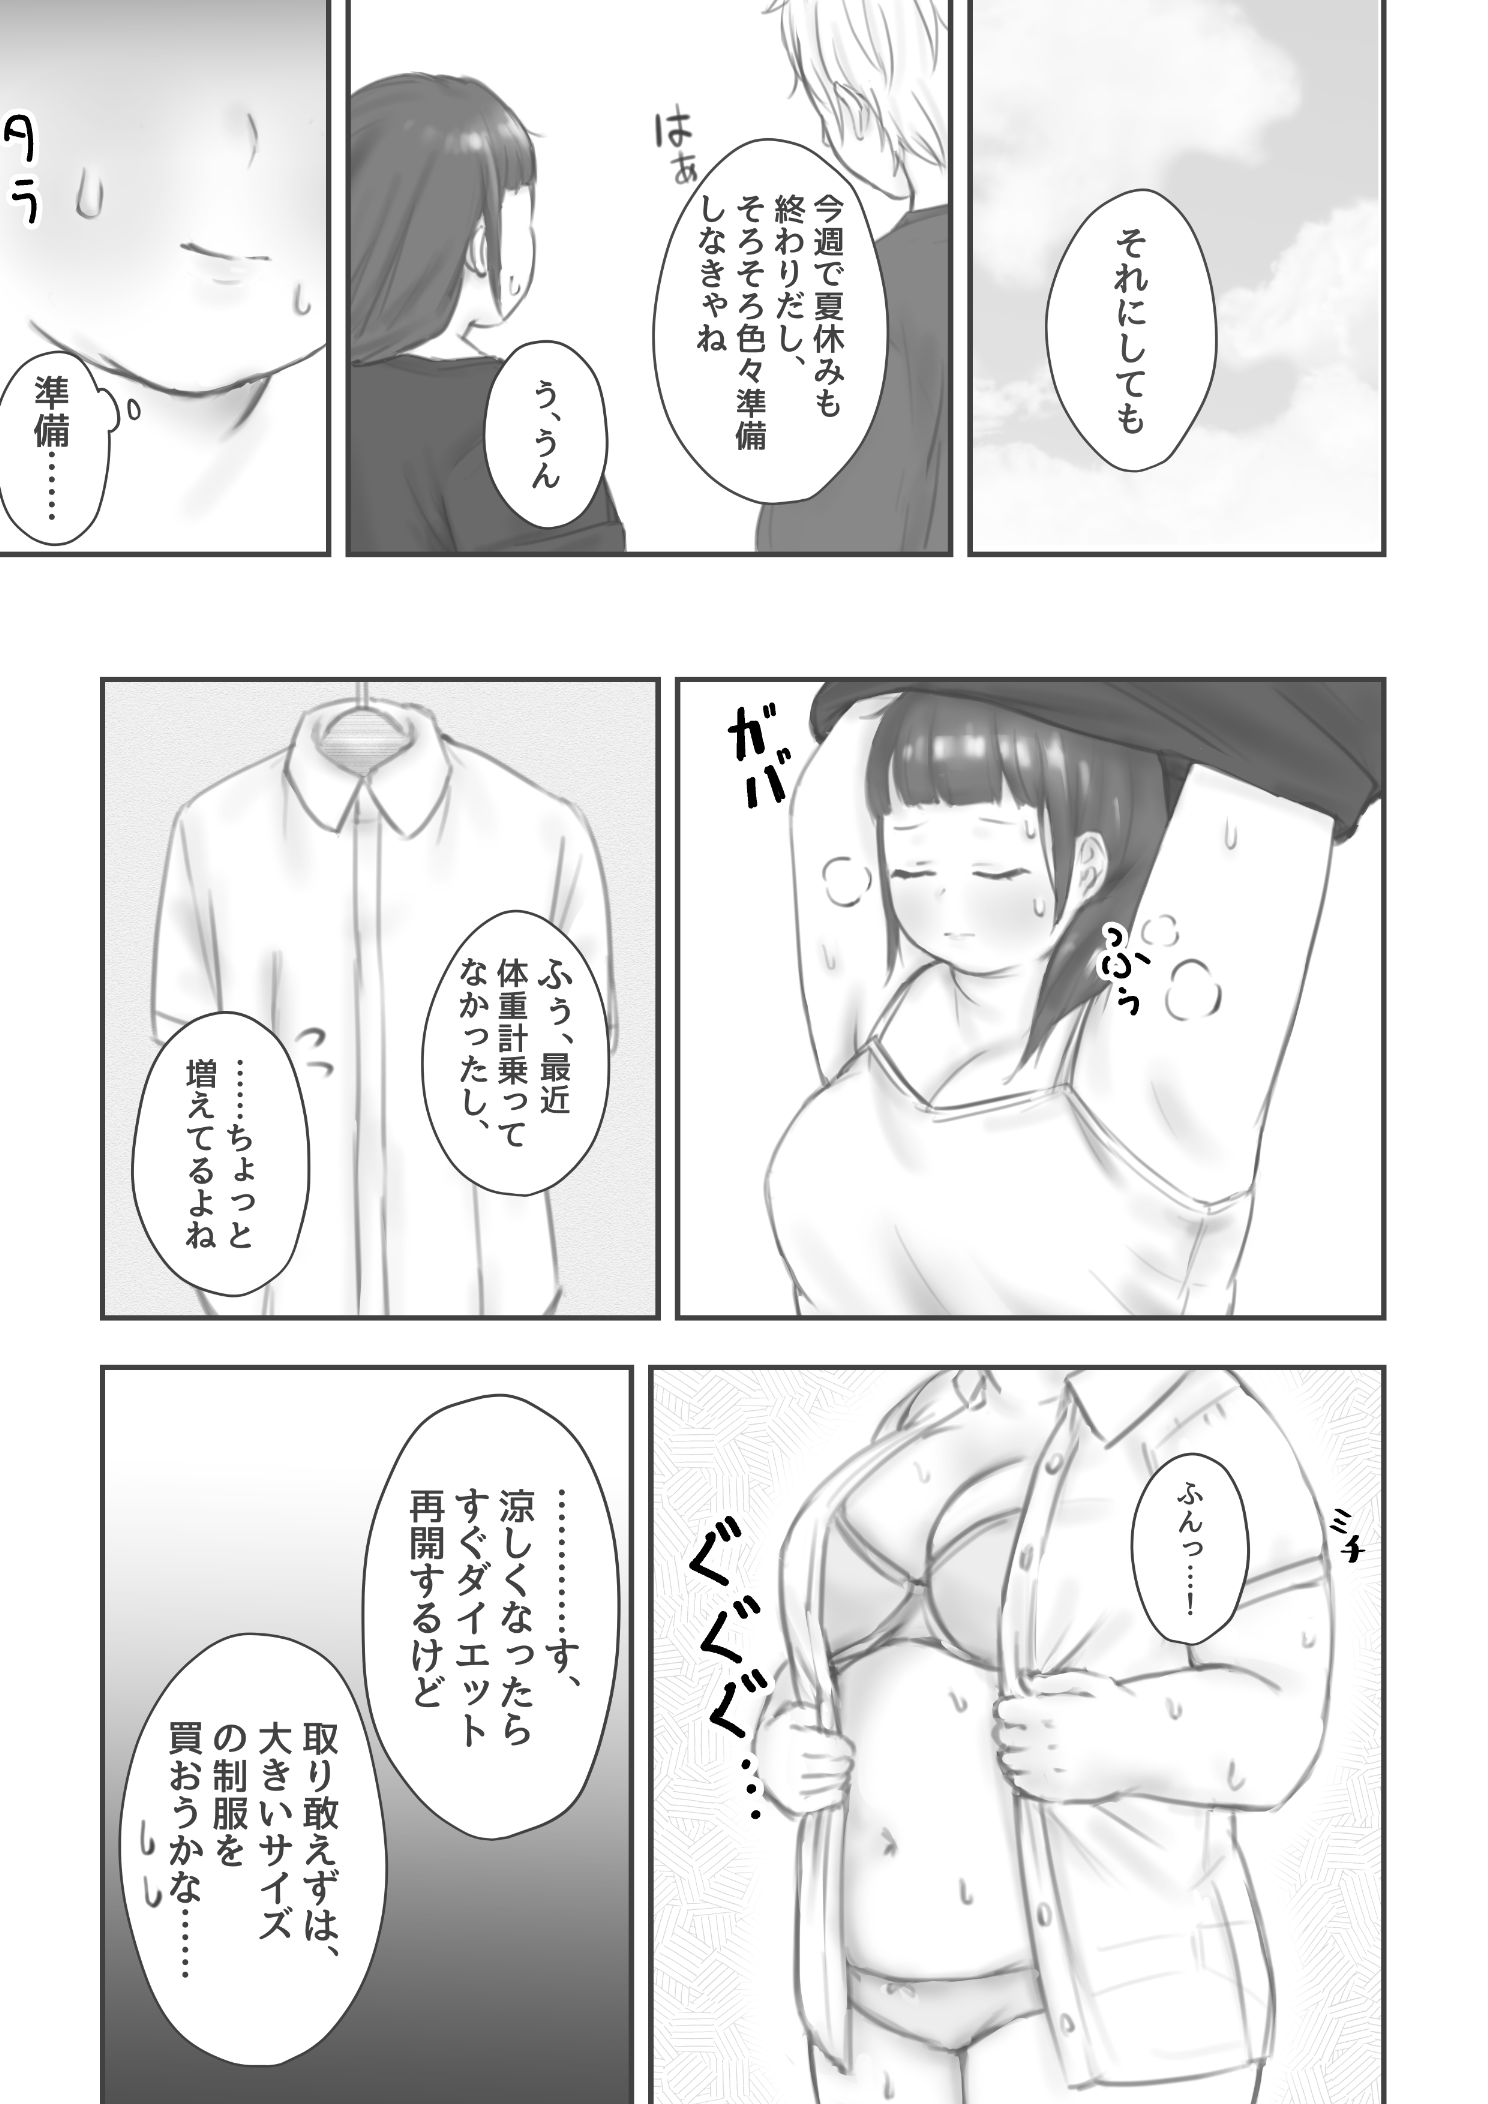 それにしても
はぁ
今週で夏休みも
終わりだし、
そろそろ色々準備
しなきゃね
う、うん
タラ
準備……
ガバ
ふぅっ
ふぅ、最近
体重計乗って
なかったし、
……ちょっと
増えてるよね
ふんっ…！
ミチ
ぐぐぐ…
…………す、
涼しくなったら
すぐダイエット
再開するけど
取り敢えずは、
大きいサイズ
の制服を
買おうかな……